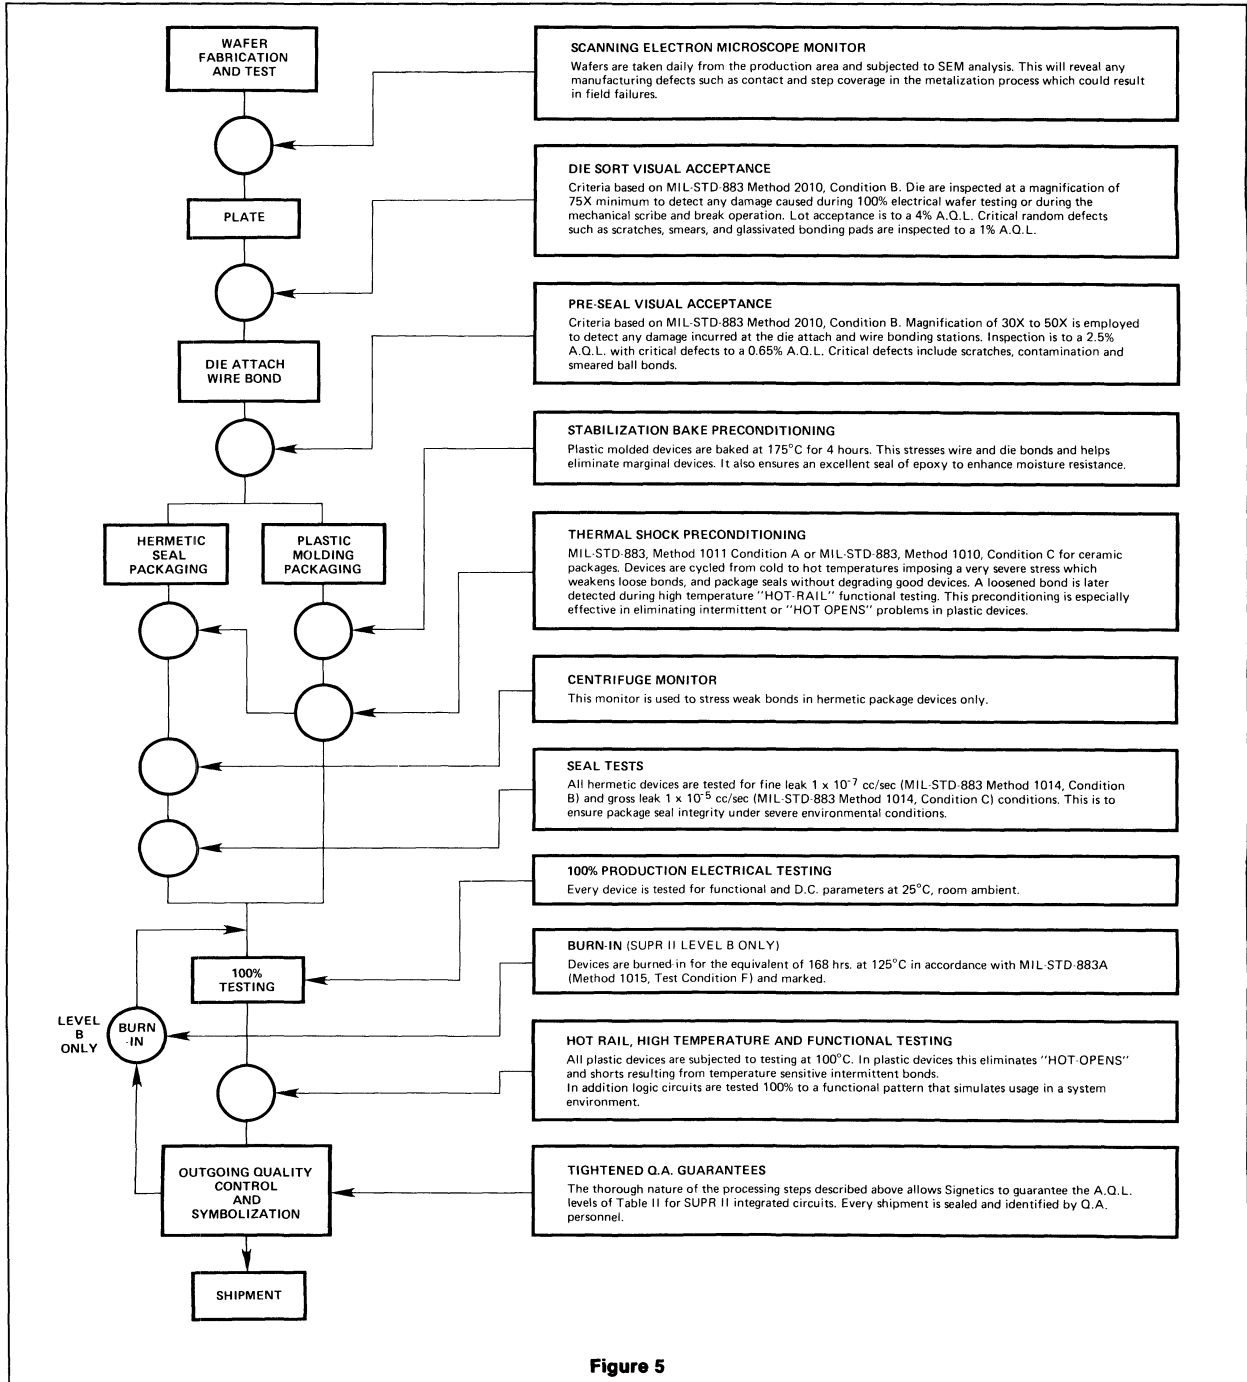 WAFER
FABRICATION
AND TEST
SCANNING ELECTRON MICROSCOPE MONITOR
Wafers are taken daily from the production area and subjected to SEM analysis. This will reveal any
manufacturing defects such as contact and step coverage in the metalization process which could result
in field failures.
PLATE
DIE SORT VISUAL ACCEPTANCE
Criteria based on MIL-STD-883 Method 2010, Condition B. Die are inspected at a magnification of
75X minimum to detect any damage caused during 100% electrical wafer testing or during the
mechanical scribe and break operation. Lot acceptance is to a 4% A.Q.L. Critical random defects
such as scratches, smears, and glassivated bonding pads are inspected to a 1% A.Q.L.
DIE ATTACH
WIRE BOND
PRE-SEAL VISUAL ACCEPTANCE
Criteria based on MIL-STD-883 Method 2010, Condition B. Magnification of 30X to 50X is employed
to detect any damage incurred at the die attach and wire bonding stations. Inspection is to a 2.5%
A.Q.L. with critical defects to a 0.65% A.Q.L. Critical defects include scratches, contamination and
smeared ball bonds.
STABILIZATION BAKE PRECONDITIONING
Plastic molded devices are baked at 175°C for 4 hours. This stresses wire and die bonds and helps
eliminate marginal devices. It also ensures an excellent seal of epoxy to enhance moisture resistance.
HERMETIC
SEAL
PACKAGING
PLASTIC
MOLDING
PACKAGING
THERMAL SHOCK PRECONDITIONING
MIL-STD-883, Method 1011 Condition A or MIL-STD-883, Method 1010, Condition C for ceramic
packages. Devices are cycled from cold to hot temperatures imposing a very severe stress which
weakens loose bonds, and package seals without degrading good devices. A loosened bond is later
detected during high temperature "HOT-RAIL" functional testing. This preconditioning is especially
effective in eliminating intermittent or "HOT OPENS" problems in plastic devices.
CENTRIFUGE MONITOR
This monitor is used to stress weak bonds in hermetic package devices only.
SEAL TESTS
All hermetic devices are tested for fine leak 1 x 10⁻⁷ cc/sec (MIL-STD-883 Method 1014, Condition
B) and gross leak 1 x 10⁻⁵ cc/sec (MIL-STD-883 Method 1014, Condition C) conditions. This is to
ensure package seal integrity under severe environmental conditions.
100% PRODUCTION ELECTRICAL TESTING
Every device is tested for functional and D.C. parameters at 25°C, room ambient.
100%
TESTING
BURN-IN (SUPR II LEVEL B ONLY)
Devices are burned-in for the equivalent of 168 hrs. at 125°C in accordance with MIL-STD-883A
(Method 1015, Test Condition F) and marked.
LEVEL
B
ONLY
BURN
-IN
HOT RAIL, HIGH TEMPERATURE AND FUNCTIONAL TESTING
All plastic devices are subjected to testing at 100°C. In plastic devices this eliminates "HOT-OPENS"
and shorts resulting from temperature sensitive intermittent bonds.
In addition logic circuits are tested 100% to a functional pattern that simulates usage in a system
environment.
OUTGOING QUALITY
CONTROL
AND
SYMBOLIZATION
TIGHTENED Q.A. GUARANTEES
The thorough nature of the processing steps described above allows Signetics to guarantee the A.Q.L.
levels of Table II for SUPR II integrated circuits. Every shipment is sealed and identified by Q.A.
personnel.
SHIPMENT
Figure 5